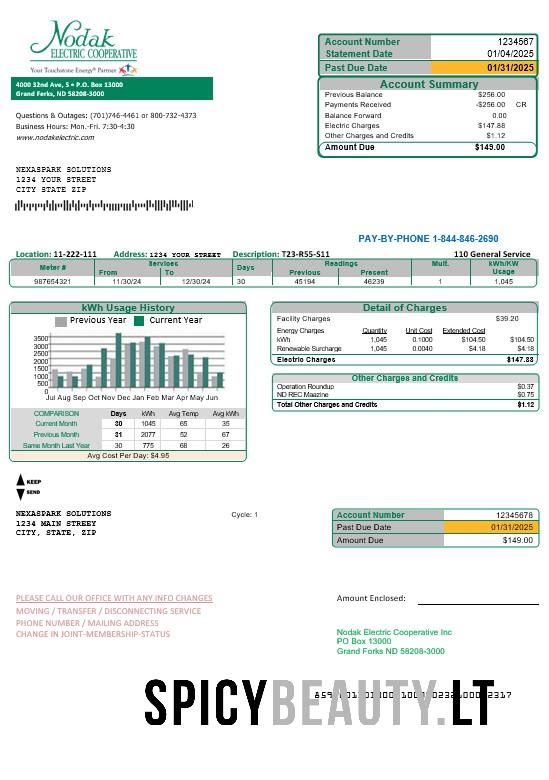 Nodak
ELECTRIC COOPERATIVE
Your Touchstone Energy® Partner
4000 32nd Ave, S • P.O. Box 13000
Grand Ferks, ND 58208-3000
Questions & Outages: (701)746-4461 or 800-732-4373
Business Hours: Mon.-Fri. 7:30-4:30
www.nodakelectric.com
Account Number 1234567
Statement Date 01/04/2025
Past Due Date 01/31/2025
Account Summary
Previous Balance $256.00
Payments Received -$256.00 CR
Balance Forward 0.00
Electric Charges $147.88
Other Charges and Credits $1.12
Amount Due $149.00
NEXASPARK SOLUTIONS
1234 YOUR STREET
CITY STATE ZIP
PAY-BY-PHONE 1-844-846-2690
Location: 11-222-111 Address: 1234 YOUR STREET Description: T23-R55-S11 110 General Service
Meter # Services From To Days Readings Previous Present Mult. kWh/KW Usage
987654321 11/30/24 12/30/24 30 45194 46239 1 1,045
kWh Usage History
Previous Year Current Year
3500
3000
2500
2000
1500
1000
500
0
Jul Aug Sep Oct Nov Dec Jan Feb Mar Apr May Jun
COMPARISON Days kWh Avg Temp Avg kWh
Current Month 30 1045 65 35
Previous Month 31 2077 52 67
Same Month Last Year 30 775 68 26
Avg Cost Per Day: $4.95
Detail of Charges
Facility Charges $39.20
Energy Charges Quantity Unit Cost Extended Cost
kWh 1,045 0.1000 $104.50 $104.50
Renewable Surcharge 1,045 0.0040 $4.18 $4.18
Electric Charges $147.88
Other Charges and Credits
Operation Roundup $0.37
ND REC Maazine $0.75
Total Other Charges and Credits $1.12
KEEP
SEND
NEXASPARK SOLUTIONS
1234 MAIN STREEY
CITY, STATE, ZIP
Cycle: 1
Account Number 12345678
Past Due Date 01/31/2025
Amount Due $149.00
PLEASE CALL OUR OFFICE WITH ANY INFO CHANGES
MOVING / TRANSFER / DISCONNECTING SERVICE
PHONE NUMBER / MAILING ADDRESS
CHANGE IN JOINT-MEMBERSHIP-STATUS
Amount Enclosed:
Nodak Electric Cooperative Inc
PO Box 13000
Grand Forks ND 58208-3000
SPICYBEAUTY.LT